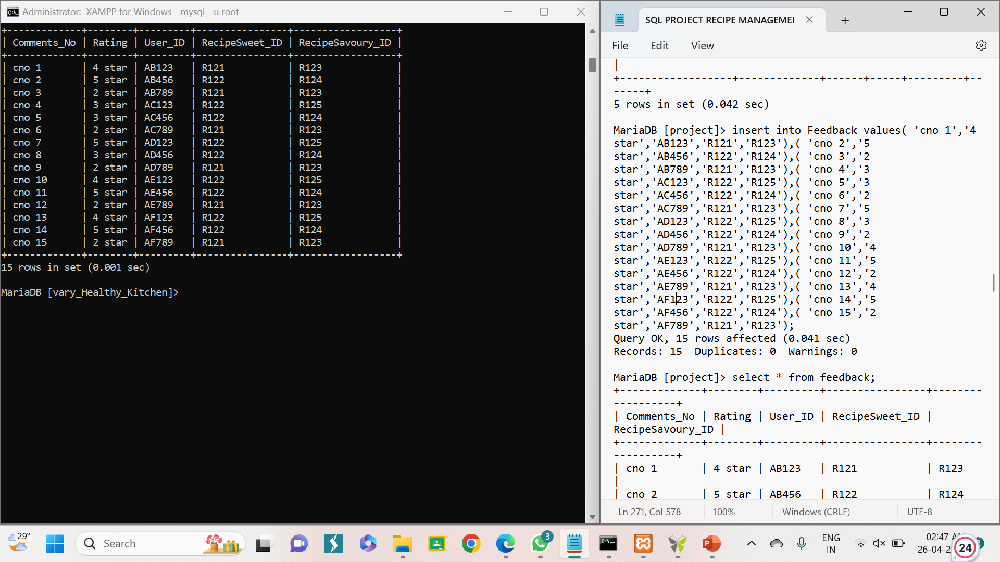 Administrator:  XAMPP for Windows - mysql  -u root
+-------------+--------+---------+----------------+------------------+
| Comments_No | Rating | User_ID | RecipeSweet_ID | RecipeSavoury_ID |
+-------------+--------+---------+----------------+------------------+
| cno 1       | 4 star | AB123   | R121           | R123             |
| cno 2       | 5 star | AB456   | R122           | R124             |
| cno 3       | 2 star | AB789   | R121           | R123             |
| cno 4       | 3 star | AC123   | R122           | R125             |
| cno 5       | 3 star | AC456   | R122           | R124             |
| cno 6       | 2 star | AC789   | R121           | R123             |
| cno 7       | 5 star | AD123   | R122           | R125             |
| cno 8       | 3 star | AD456   | R122           | R124             |
| cno 9       | 2 star | AD789   | R121           | R123             |
| cno 10      | 4 star | AE123   | R122           | R125             |
| cno 11      | 5 star | AE456   | R122           | R124             |
| cno 12      | 2 star | AE789   | R121           | R123             |
| cno 13      | 4 star | AF123   | R122           | R125             |
| cno 14      | 5 star | AF456   | R122           | R124             |
| cno 15      | 2 star | AF789   | R121           | R123             |
+-------------+--------+---------+----------------+------------------+
15 rows in set (0.001 sec)
MariaDB [vary_Healthy_Kitchen]>
SQL PROJECT RECIPE MANAGEME
File Edit View
|
+------------------+-------------+------+-----+---------+--
-----+
5 rows in set (0.042 sec)
MariaDB [project]> insert into Feedback values( 'cno 1','4
star','AB123','R121','R123'),( 'cno 2','5
star','AB456','R122','R124'),( 'cno 3','2
star','AB789','R121','R123'),( 'cno 4','3
star','AC123','R122','R125'),( 'cno 5','3
star','AC456','R122','R124'),( 'cno 6','2
star','AC789','R121','R123'),( 'cno 7','5
star','AD123','R122','R125'),( 'cno 8','3
star','AD456','R122','R124'),( 'cno 9','2
star','AD789','R121','R123'),( 'cno 10','4
star','AE123','R122','R125'),( 'cno 11','5
star','AE456','R122','R124'),( 'cno 12','2
star','AE789','R121','R123'),( 'cno 13','4
star','AF123','R122','R125'),( 'cno 14','5
star','AF456','R122','R124'),( 'cno 15','2
star','AF789','R121','R123');
Query OK, 15 rows affected (0.041 sec)
Records: 15  Duplicates: 0  Warnings: 0
MariaDB [project]> select * from feedback;
+-------------+--------+---------+----------------+--------
----------+
| Comments_No | Rating | User_ID | RecipeSweet_ID |
RecipeSavoury_ID |
+-------------+--------+---------+----------------+--------
----------+
| cno 1       | 4 star | AB123   | R121           | R123
|
| cno 2       | 5 star | AB456   | R122           | R124
Ln 271, Col 578 100% Windows (CRLF) UTF-8
29°
Search
3
ENG
IN
02:47
26-04-2
24